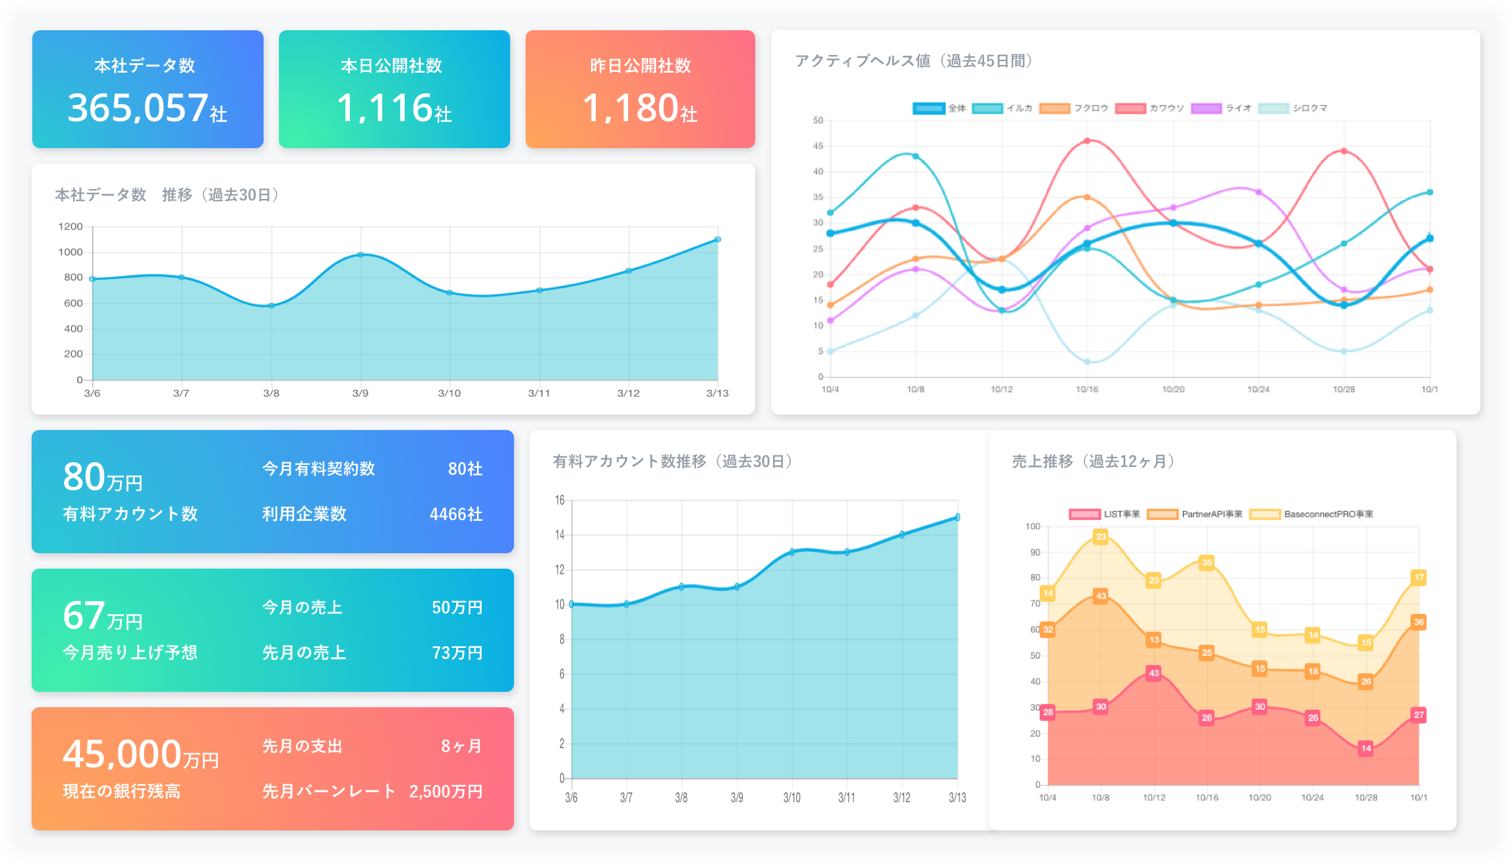 本社データ数
365,057社
本日公開社数
1,116社
昨日公開社数
1,180社
本社データ数　推移（過去30日）
1200
1000
800
600
400
200
0
3/6 3/7 3/8 3/9 3/10 3/11 3/12 3/13
アクティブヘルス値（過去45日間）
全体 イルカ フクロウ カワウソ ライオ シロクマ
50
45
40
35
30
25
20
15
10
5
0
10/4 10/8 10/12 10/16 10/20 10/24 10/28 10/1
80万円
有料アカウント数
今月有料契約数 80社
利用企業数 4466社
67万円
今月売り上げ予想
今月の売上 50万円
先月の売上 73万円
45,000万円
現在の銀行残高
先月の支出 8ヶ月
先月バーンレート 2,500万円
有料アカウント数推移（過去30日）
16
14
12
10
8
6
4
2
0
3/6 3/7 3/8 3/9 3/10 3/11 3/12 3/13
売上推移（過去12ヶ月）
LIST事業 PartnerAPI事業 BaseconnectPRO事業
100
90
80
70
60
50
40
30
20
10
0
14 23 23 35 15 14 15 17
32 43 13 25 15 18 26 36
28 30 43 26 30 26 14 27
10/4 10/8 10/12 10/16 10/20 10/24 10/28 10/1